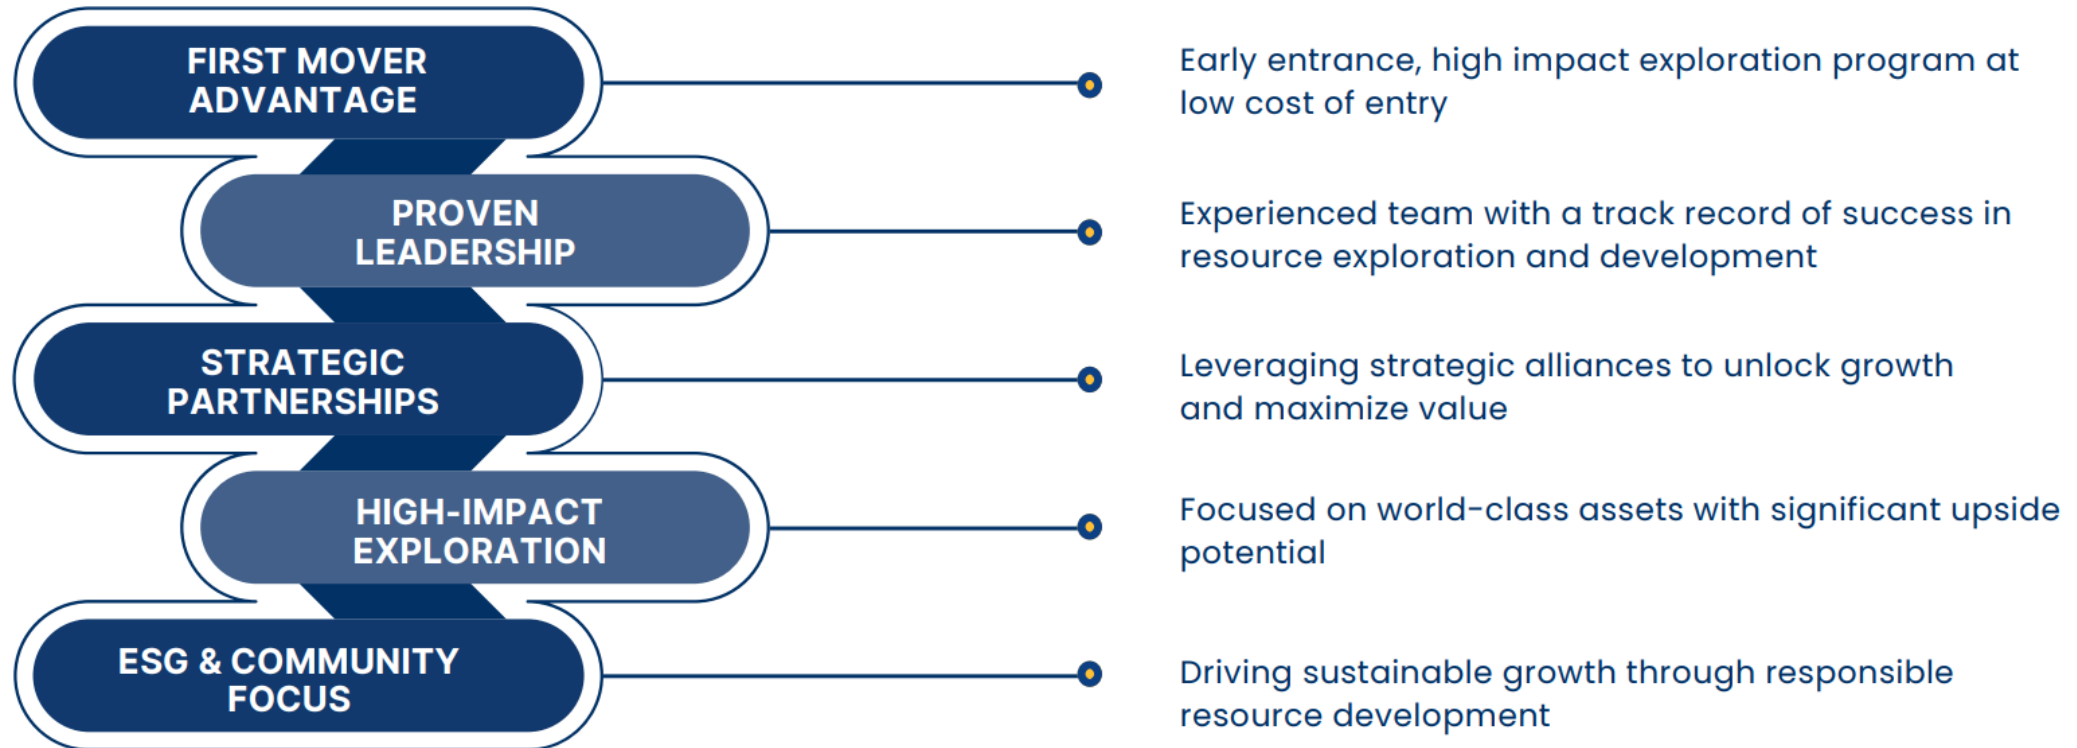 FIRST MOVER
ADVANTAGE
Early entrance, high impact exploration program at
low cost of entry
PROVEN
LEADERSHIP
Experienced team with a track record of success in
resource exploration and development
STRATEGIC
PARTNERSHIPS
Leveraging strategic alliances to unlock growth
and maximize value
HIGH-IMPACT
EXPLORATION
Focused on world-class assets with significant upside
potential
ESG & COMMUNITY
FOCUS
Driving sustainable growth through responsible
resource development